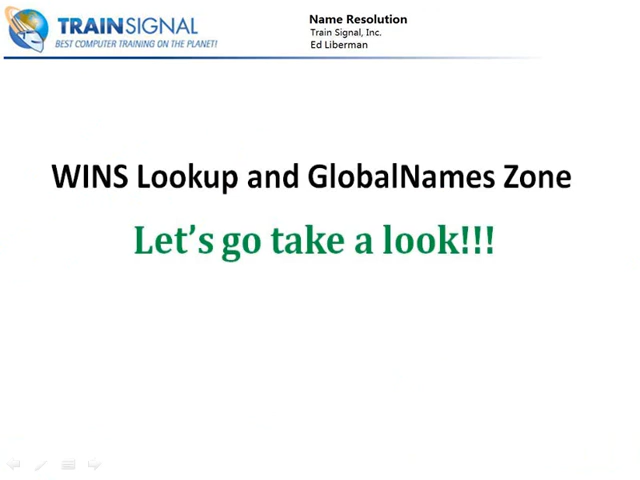 TRAINSIGNAL
BEST COMPUTER TRAINING ON THE PLANET!
Name Resolution
Train Signal, Inc.
Ed Liberman
WINS Lookup and GlobalNames Zone
Let's go take a look!!!